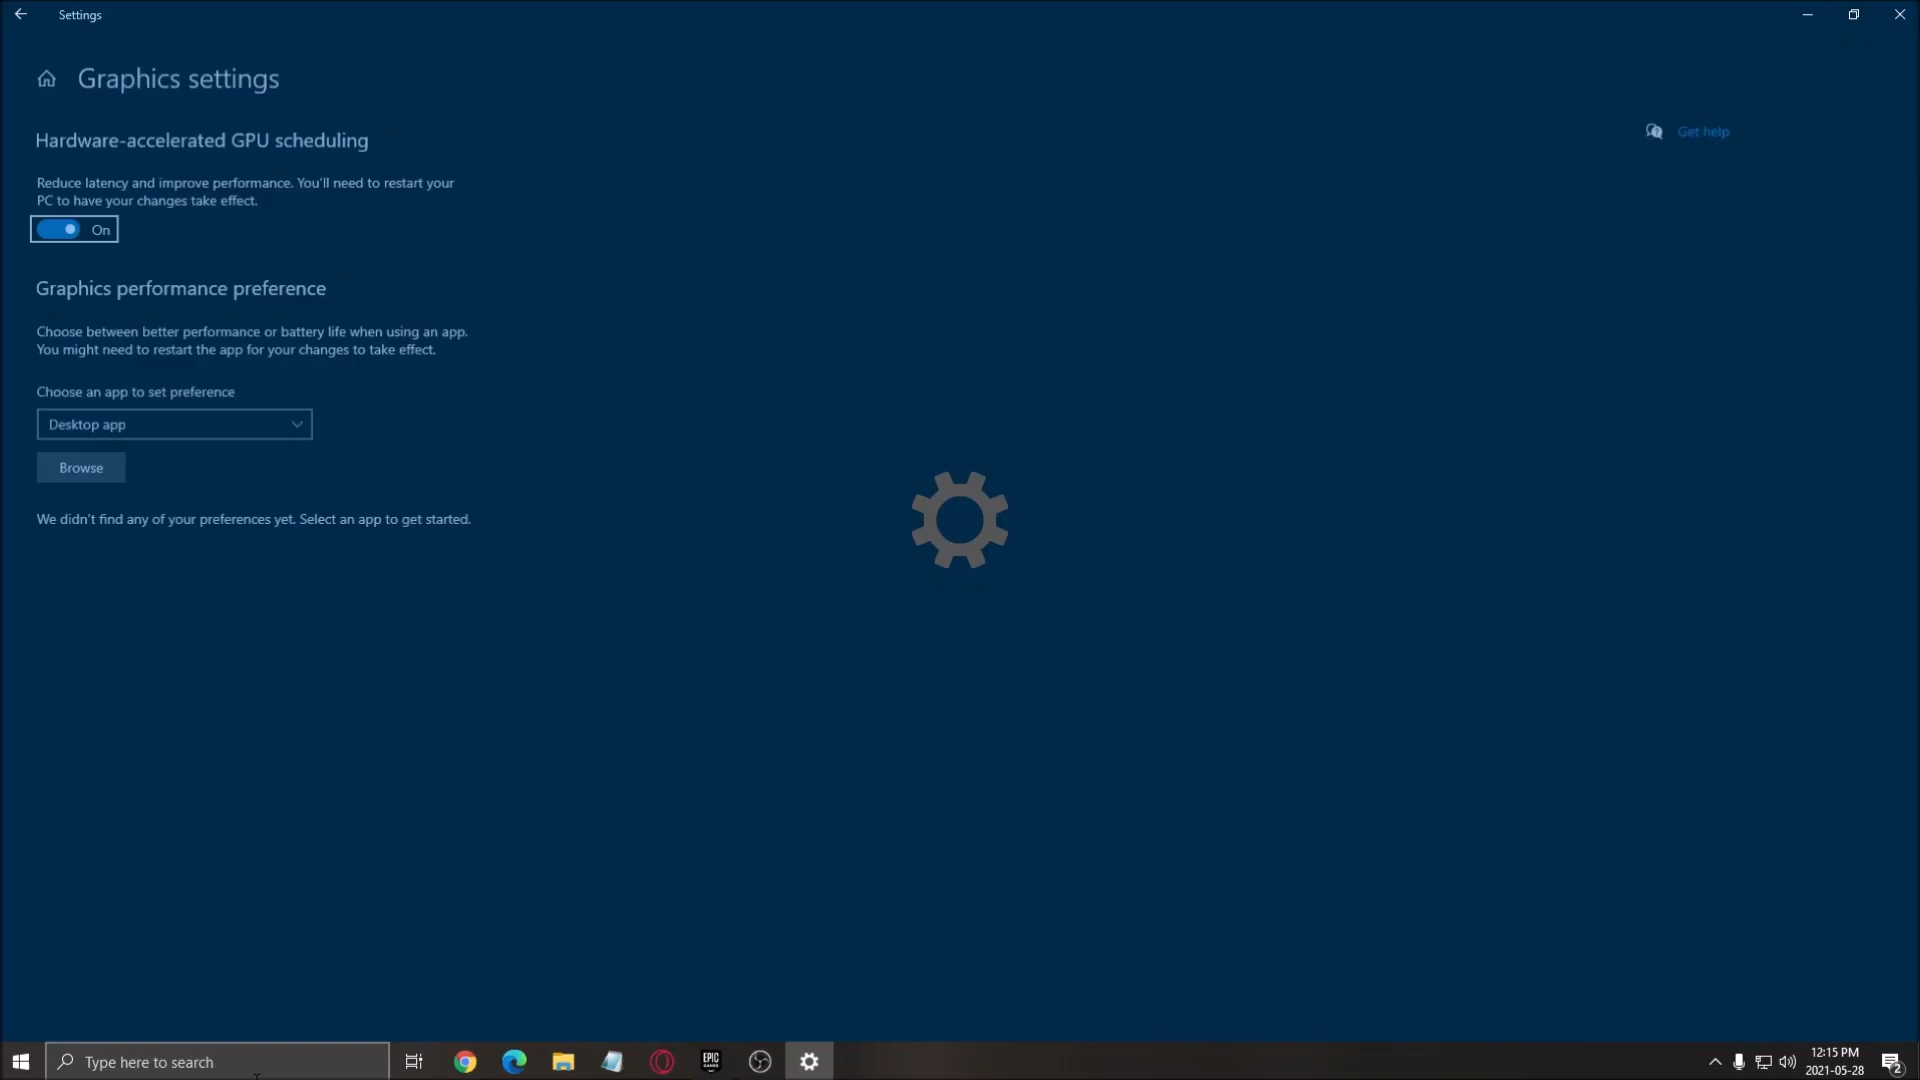 Settings
Graphics settings
Hardware-accelerated GPU scheduling
Get help
Reduce latency and improve performance. You'll need to restart your
PC to have your changes take effect.
On
Graphics performance preference
Choose between better performance or battery life when using an app.
You might need to restart the app for your changes to take effect.
Choose an app to set preference
Desktop app
Browse
We didn't find any of your preferences yet. Select an app to get started.
Type here to search
EPIC
GAMES
12:15 PM
2021-05-28
2